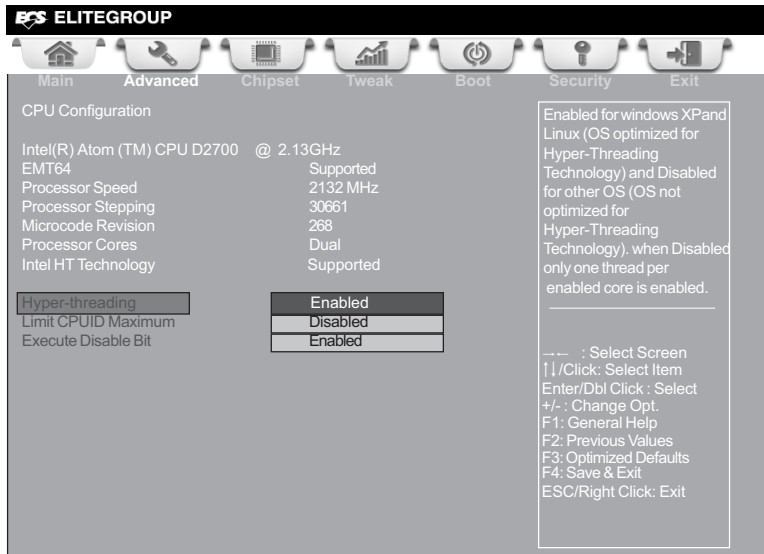 ECS ELITEGROUP
Main Advanced Chipset Tweak Boot Security Exit
CPU Configuration
Intel(R) Atom (TM) CPU D2700 @ 2.13GHz
EMT64 Supported
Processor Speed 2132 MHz
Processor Stepping 30661
Microcode Revision 268
Processor Cores Dual
Intel HT Technology Supported
Hyper-threading Enabled
Limit CPUID Maximum Disabled
Execute Disable Bit Enabled
Enabled for windows XPand
Linux (OS optimized for
Hyper-Threading
Technology) and Disabled
for other OS (OS not
optimized for
Hyper-Threading
Technology). when Disabled
only one thread per
enabled core is enabled.
→← : Select Screen
↑↓/Click: Select Item
Enter/Dbl Click : Select
+/- : Change Opt.
F1: General Help
F2: Previous Values
F3: Optimized Defaults
F4: Save & Exit
ESC/Right Click: Exit